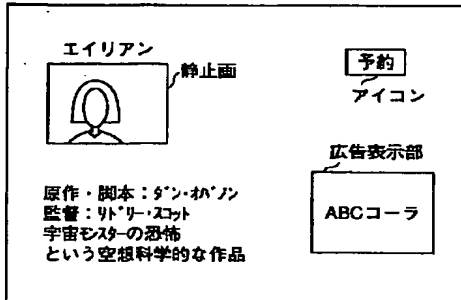 エイリアン
静止画
予約
アイコン
広告表示部
ABCコーラ
原作・脚本:ダン・オバノン
監督:リドリー・スコット
宇宙モンスターの恐怖
という空想科学的な作品